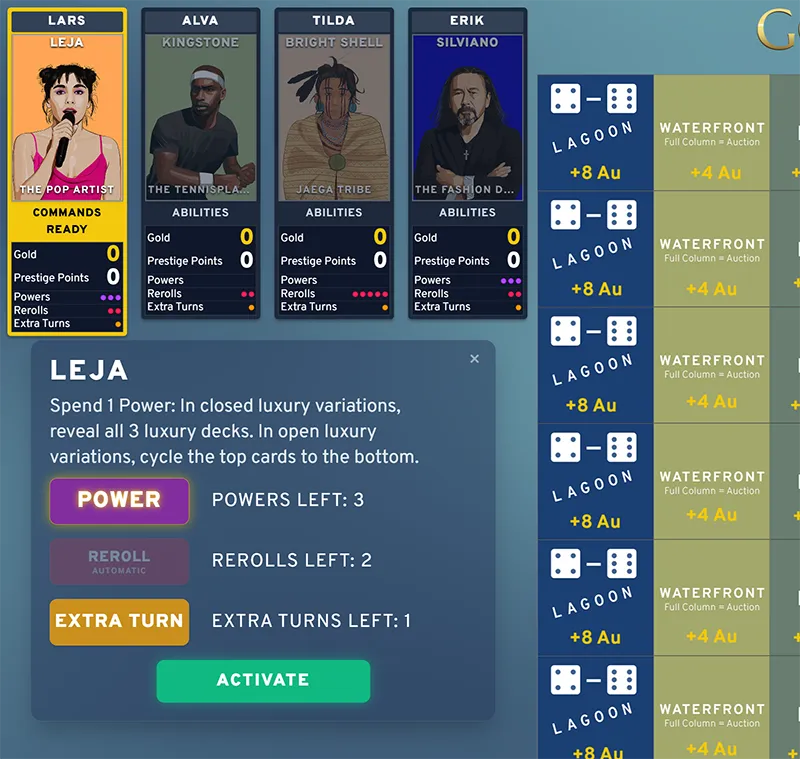 LARS
LEJA
THE POP ARTIST
COMMANDS
READY
Gold 0
Prestige Points 0
Powers
Rerolls
Extra Turns
ALVA
KINGSTONE
THE TENNISPLA...
ABILITIES
Gold 0
Prestige Points 0
Powers
Rerolls
Extra Turns
TILDA
BRIGHT SHELL
JAEGA TRIBE
ABILITIES
Gold 0
Prestige Points 0
Powers
Rerolls
Extra Turns
ERIK
SILVIANO
THE FASHION D...
ABILITIES
Gold 0
Prestige Points 0
Powers
Rerolls
Extra Turns
LEJA
×
Spend 1 Power: In closed luxury variations,
reveal all 3 luxury decks. In open luxury
variations, cycle the top cards to the bottom.
POWER POWERS LEFT: 3
REROLL
AUTOMATIC
REROLLS LEFT: 2
EXTRA TURN EXTRA TURNS LEFT: 1
ACTIVATE
G
LAGOON
+8 Au
WATERFRONT
Full Column = Auction
+4 Au
LAGOON
+8 Au
WATERFRONT
Full Column = Auction
+4 Au
LAGOON
+8 Au
WATERFRONT
Full Column = Auction
+4 Au
LAGOON
+8 Au
WATERFRONT
Full Column = Auction
+4 Au
LAGOON
+8 Au
WATERFRONT
Full Column = Auction
+4 Au
LAGOON
+8 Au
WATERFRONT
Full Column = Auction
+4 Au